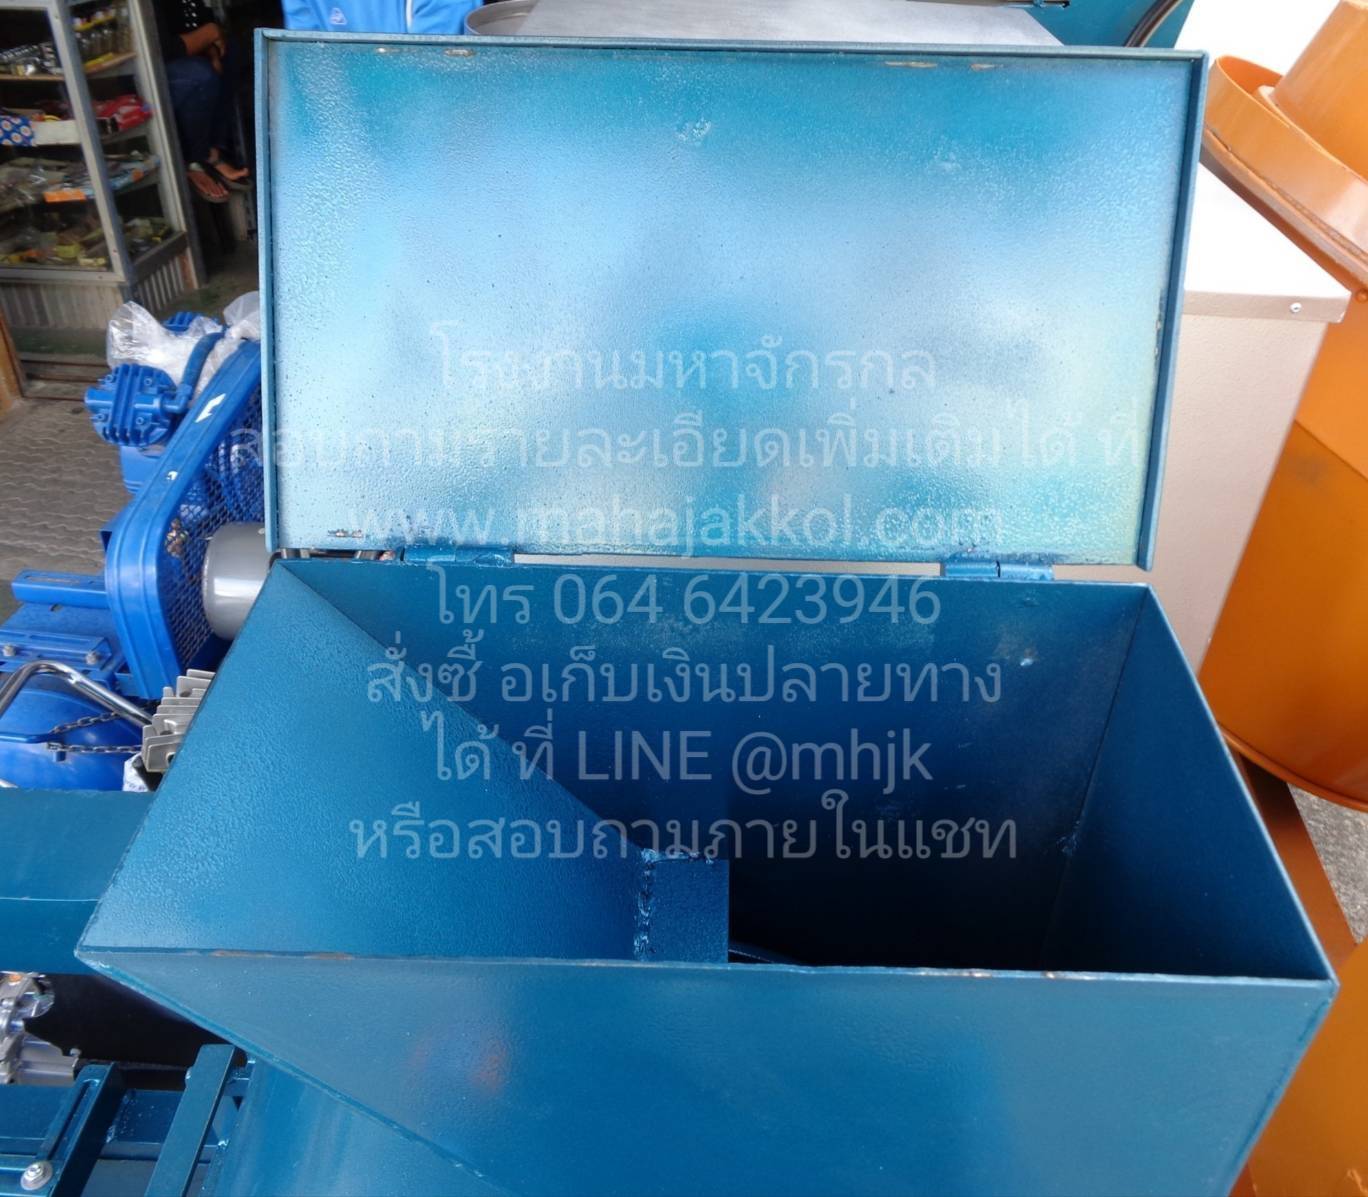 โรงงานมหาจักรกล
สอบถามรายละเอียดเพิ่มเติมได้ ที่
www.mahajakkol.com
โทร 064 6423946
สั่งซื้ อเก็บเงินปลายทาง
ได้ ที่ LINE @mhjk
หรือสอบถามภายในแชท